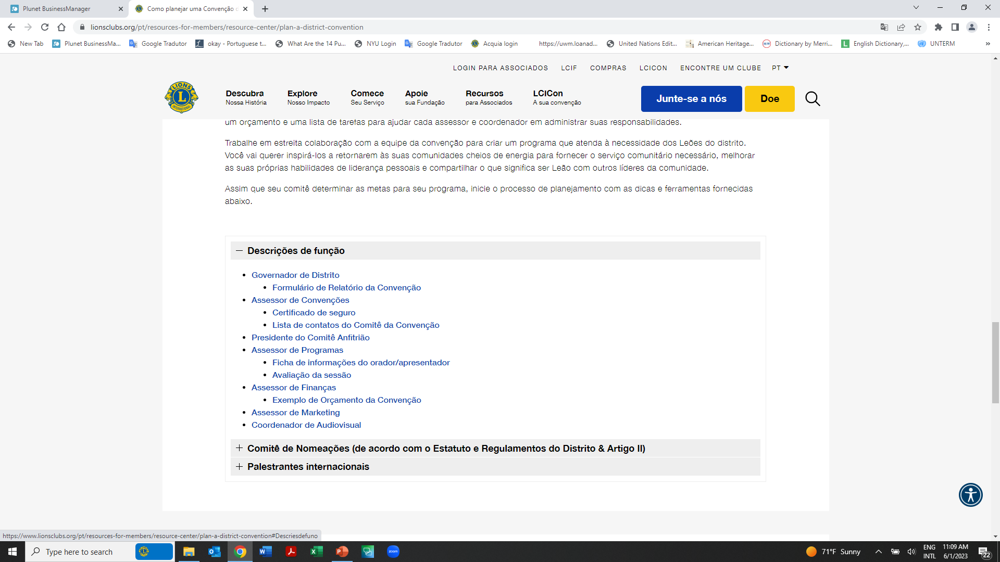 Plunet BusinessManager
Como planejar uma Convenção d
lionsclubs.org/pt/resources-for-members/resource-center/plan-a-district-convention
New Tab
Plunet BusinessMa...
Google Tradutor
okay - Portuguese t...
What Are the 14 Pu...
NYU Login
Google Tradutor
Acquia login
https://uwm.loanad...
United Nations Edit...
American Heritage...
Dictionary by Merri...
English Dictionary,...
UNTERM
LOGIN PARA ASSOCIADOS
LCIF
COMPRAS
LCICON
ENCONTRE UM CLUBE
PT
LIONS
L
INTERNATIONAL
Descubra
Nossa História
Explore
Nosso Impacto
Comece
Seu Serviço
Apoie
sua Fundação
Recursos
para Associados
LCICon
A sua convenção
Junte-se a nós
Doe
um orçamento e uma lista de tarefas para ajudar cada assessor e coordenador em administrar suas responsabilidades.
Trabalhe em estreita colaboração com a equipe da convenção para criar um programa que atenda à necessidade dos Leões do distrito.
Você vai querer inspirá-los a retornarem às suas comunidades cheios de energia para fornecer o serviço comunitário necessário, melhorar
as suas próprias habilidades de liderança pessoais e compartilhar o que significa ser Leão com outros líderes da comunidade.
Assim que seu comitê determinar as metas para seu programa, inicie o processo de planejamento com as dicas e ferramentas fornecidas
abaixo.
Descrições de função
Governador de Distrito
Formulário de Relatório da Convenção
Assessor de Convenções
Certificado de seguro
Lista de contatos do Comitê da Convenção
Presidente do Comitê Anfitrião
Assessor de Programas
Ficha de informações do orador/apresentador
Avaliação da sessão
Assessor de Finanças
Exemplo de Orçamento da Convenção
Assessor de Marketing
Coordenador de Audiovisual
Comitê de Nomeações (de acordo com o Estatuto e Regulamentos do Distrito & Artigo II)
Palestrantes internacionais
https://www.lionsclubs.org/pt/resources-for-members/resource-center/plan-a-district-convention#Descriesdefuno
Type here to search
zoom
71°F Sunny
ENG
INTL
11:09 AM
6/1/2023
22